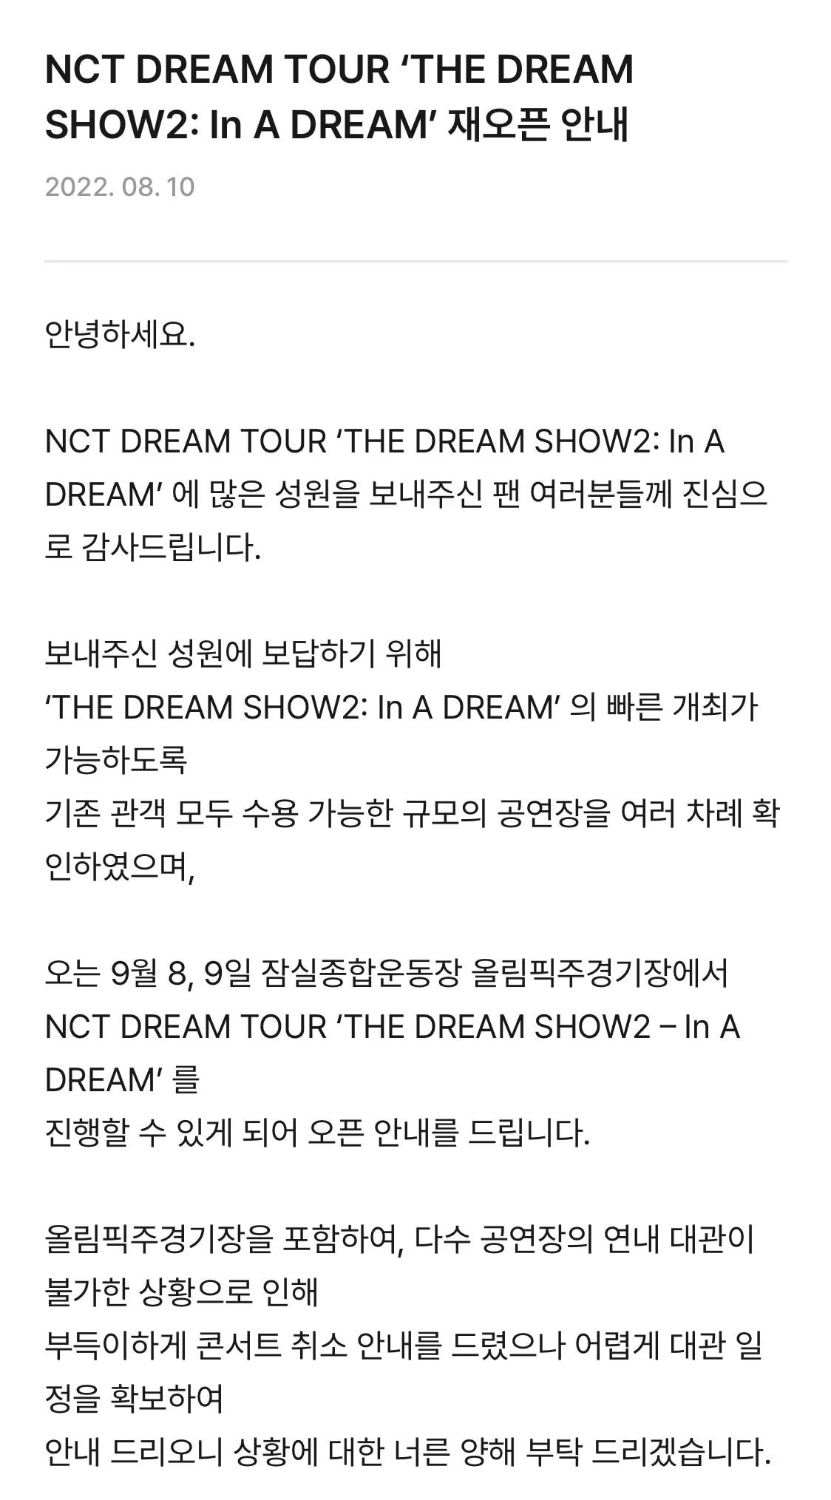 NCT DREAM TOUR ‘THE DREAM
SHOW2: In A DREAM’ 재오픈 안내
2022. 08. 10
안녕하세요.
NCT DREAM TOUR ‘THE DREAM SHOW2: In A
DREAM’ 에 많은 성원을 보내주신 팬 여러분들께 진심으
로 감사드립니다.
보내주신 성원에 보답하기 위해
‘THE DREAM SHOW2: In A DREAM’ 의 빠른 개최가
가능하도록
기존 관객 모두 수용 가능한 규모의 공연장을 여러 차례 확
인하였으며,
오는 9월 8, 9일 잠실종합운동장 올림픽주경기장에서
NCT DREAM TOUR ‘THE DREAM SHOW2 – In A
DREAM’ 를
진행할 수 있게 되어 오픈 안내를 드립니다.
올림픽주경기장을 포함하여, 다수 공연장의 연내 대관이
불가한 상황으로 인해
부득이하게 콘서트 취소 안내를 드렸으나 어렵게 대관 일
정을 확보하여
안내 드리오니 상황에 대한 너른 양해 부탁 드리겠습니다.